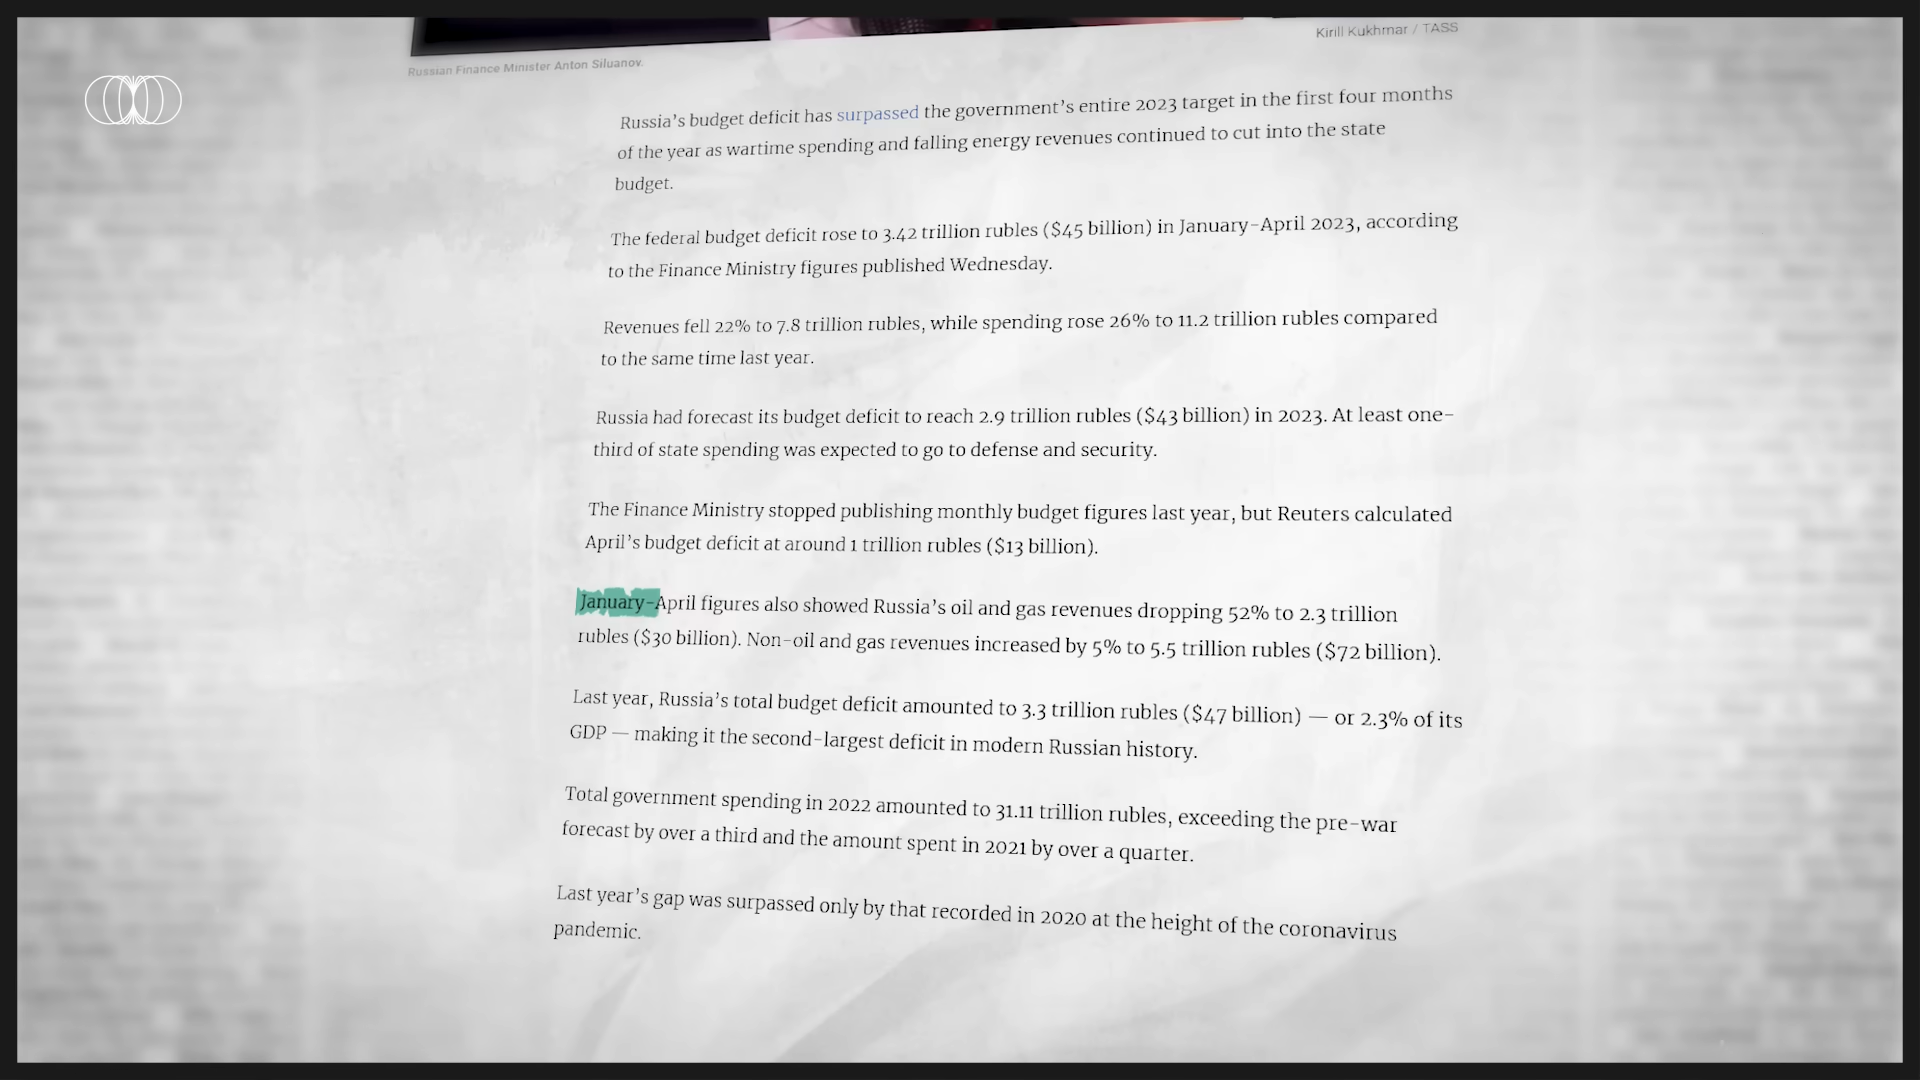 Kirill Kukhmar / TASS
Russian Finance Minister Anton Siluanov.
Russia's budget deficit has surpassed the government's entire 2023 target in the first four months
of the year as wartime spending and falling energy revenues continued to cut into the state
budget.
The federal budget deficit rose to 3.42 trillion rubles ($45 billion) in January-April 2023, according
to the Finance Ministry figures published Wednesday.
Revenues fell 22% to 7.8 trillion rubles, while spending rose 26% to 11.2 trillion rubles compared
to the same time last year.
Russia had forecast its budget deficit to reach 2.9 trillion rubles ($43 billion) in 2023. At least one-
third of state spending was expected to go to defense and security.
The Finance Ministry stopped publishing monthly budget figures last year, but Reuters calculated
April's budget deficit at around 1 trillion rubles ($13 billion).
January-April figures also showed Russia's oil and gas revenues dropping 52% to 2.3 trillion
rubles ($30 billion). Non-oil and gas revenues increased by 5% to 5.5 trillion rubles ($72 billion).
Last year, Russia's total budget deficit amounted to 3.3 trillion rubles ($47 billion) — or 2.3% of its
GDP — making it the second-largest deficit in modern Russian history.
Total government spending in 2022 amounted to 31.11 trillion rubles, exceeding the pre-war
forecast by over a third and the amount spent in 2021 by over a quarter.
Last year's gap was surpassed only by that recorded in 2020 at the height of the coronavirus
pandemic.